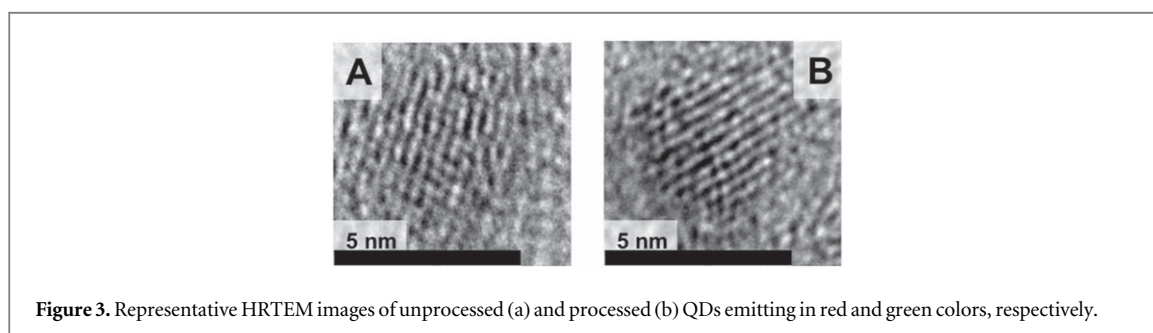 A
B
5 nm
5 nm
Figure 3. Representative HRTEM images of unprocessed (a) and processed (b) QDs emitting in red and green colors, respectively.